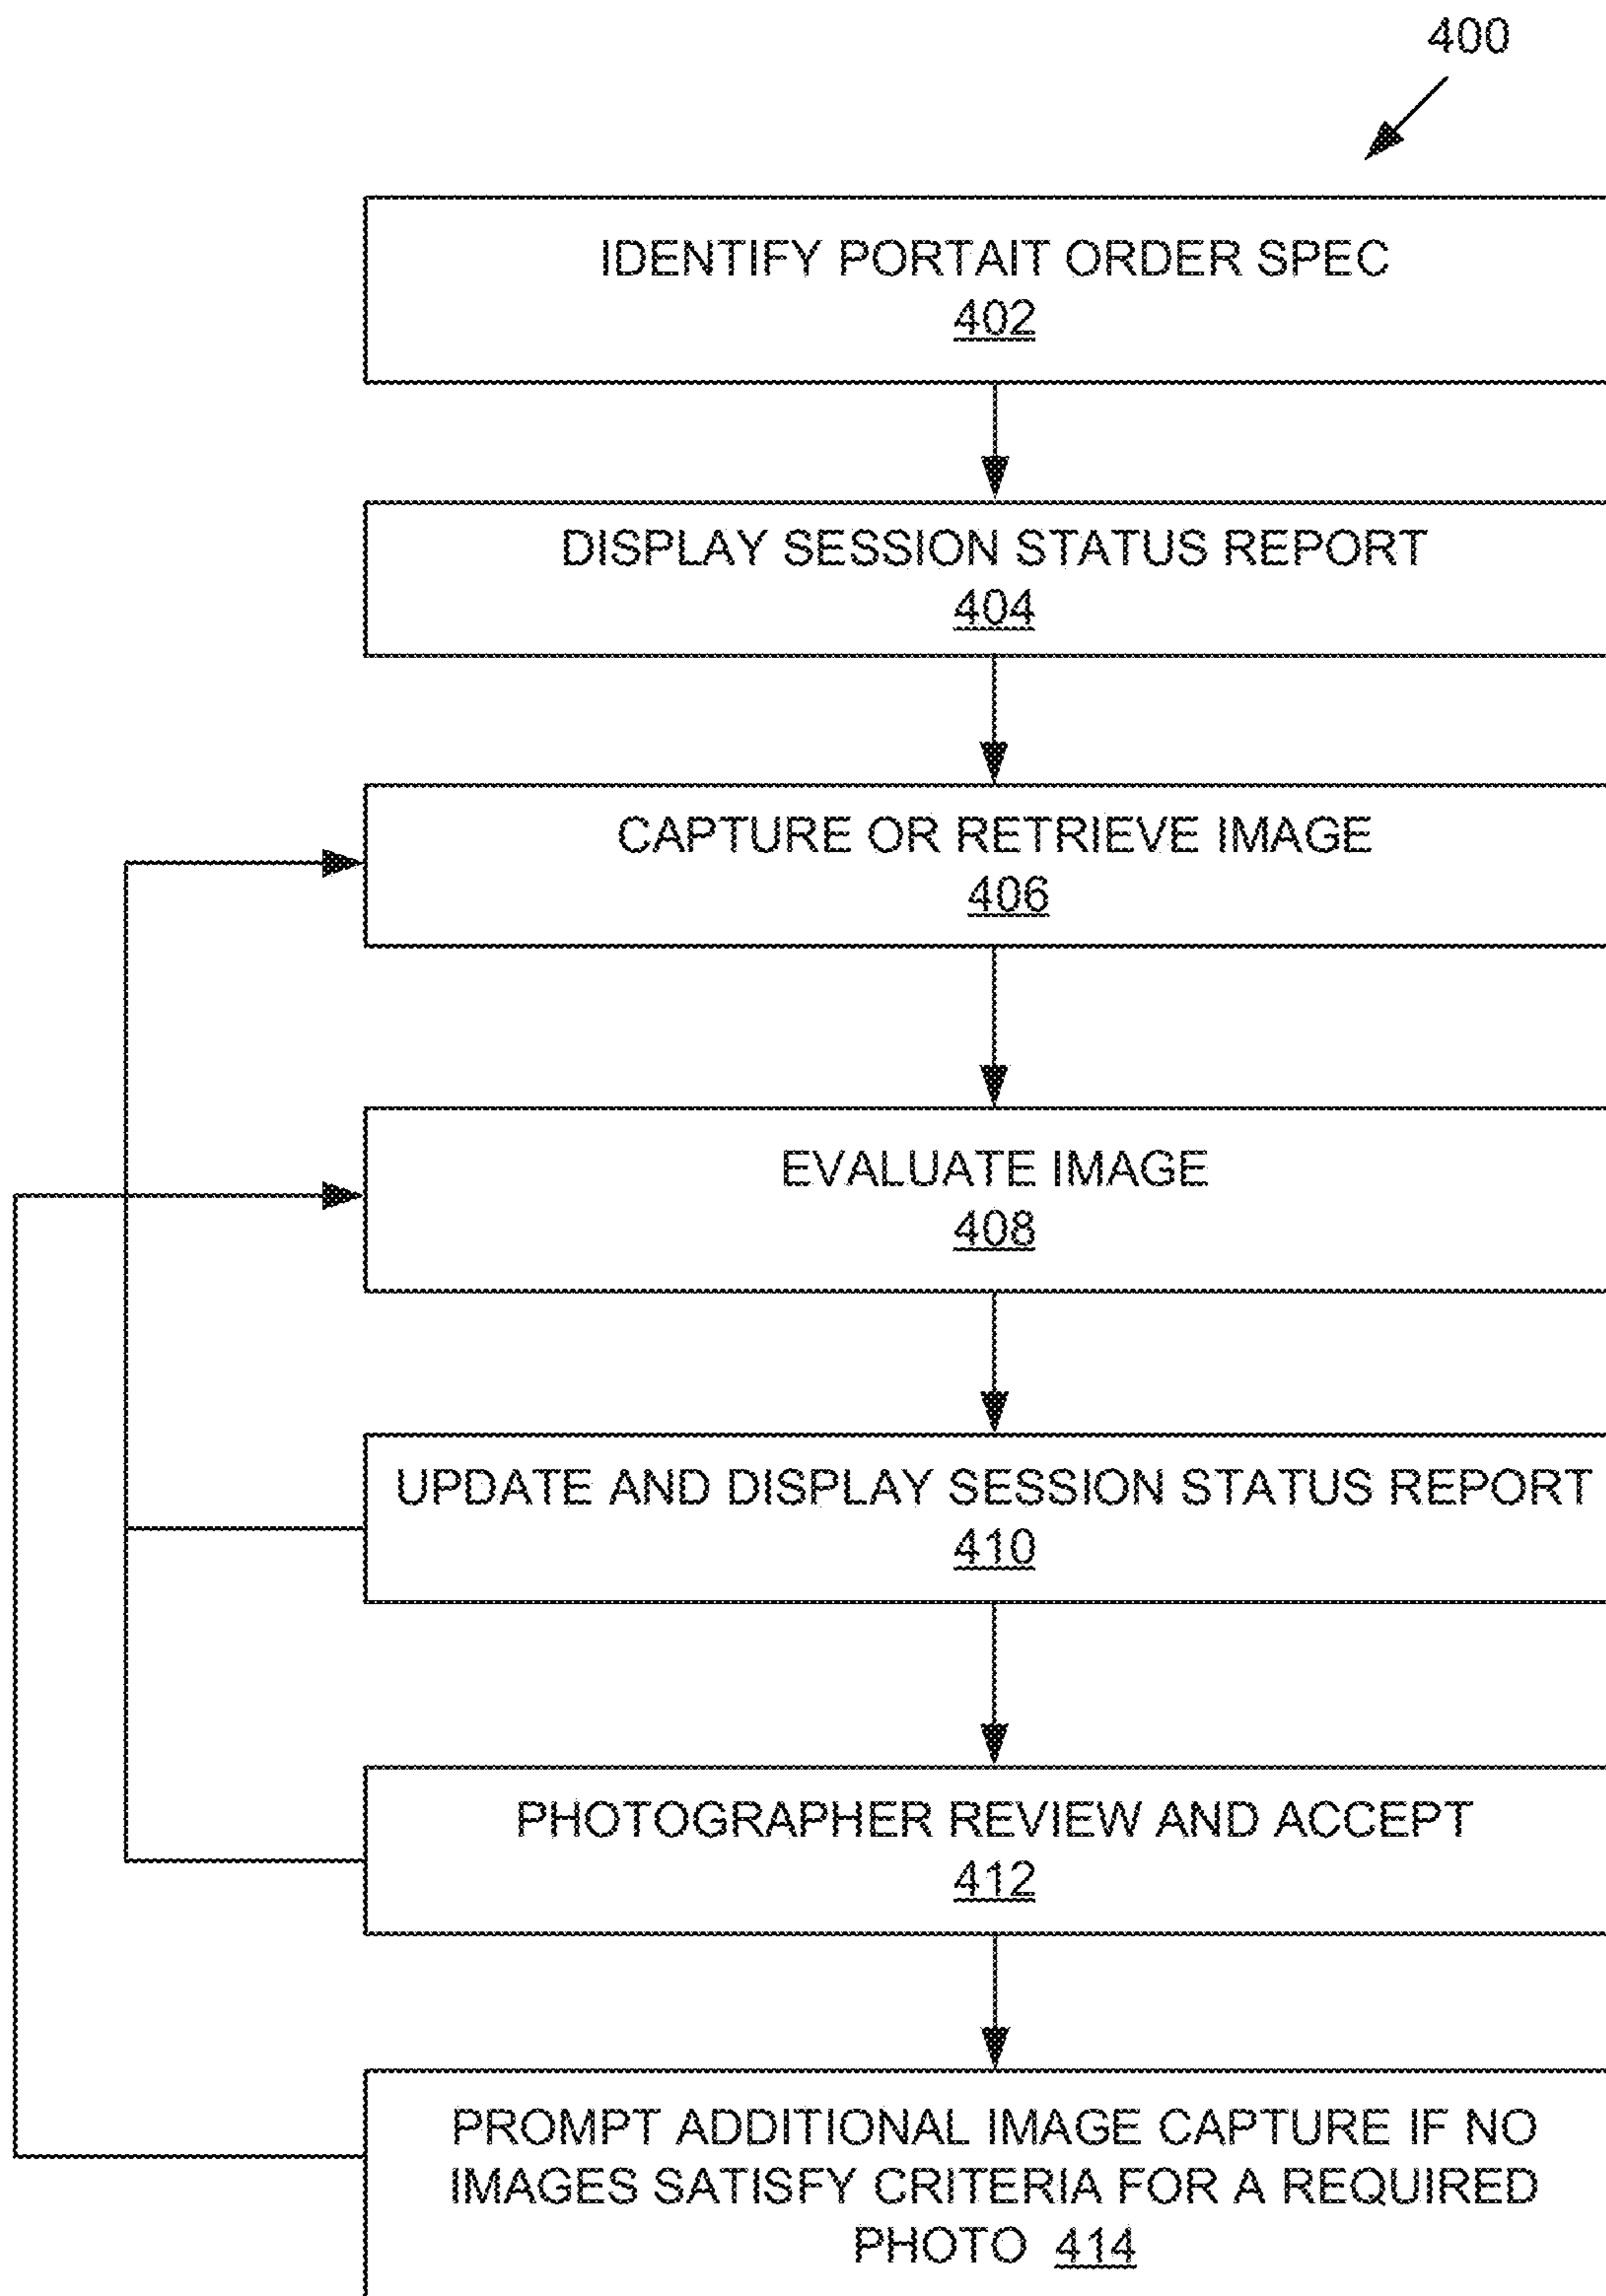 400
IDENTIFY PORTAIT ORDER SPEC
402
DISPLAY SESSION STATUS REPORT
404
CAPTURE OR RETRIEVE IMAGE
406
EVALUATE IMAGE
408
UPDATE AND DISPLAY SESSION STATUS REPORT
410
PHOTOGRAPHER REVIEW AND ACCEPT
412
PROMPT ADDITIONAL IMAGE CAPTURE IF NO
IMAGES SATISFY CRITERIA FOR A REQUIRED
PHOTO 414